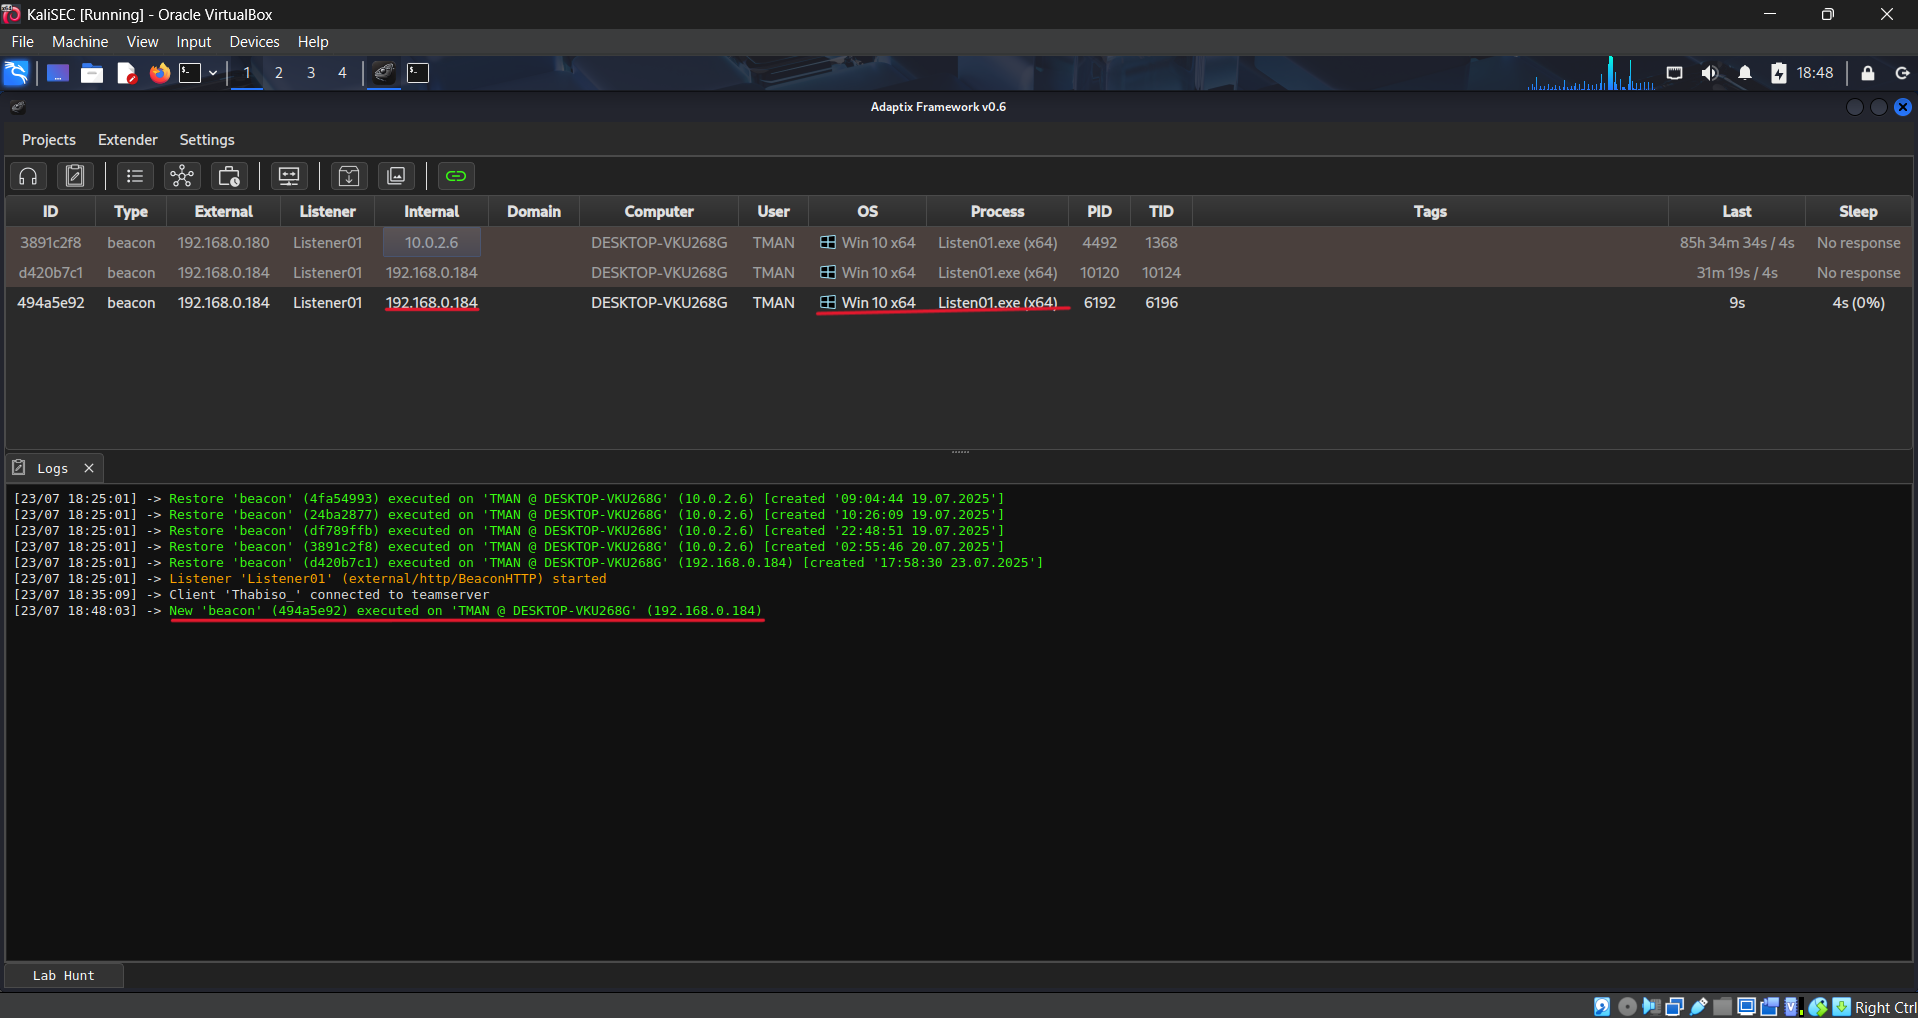 KaliSEC [Running] - Oracle VirtualBox
File Machine View Input Devices Help
1 2 3 4 18:48
Adaptix Framework v0.6
Projects Extender Settings
ID Type External Listener Internal Domain Computer User OS Process PID TID Tags Last Sleep
3891c2f8 beacon 192.168.0.180 Listener01 10.0.2.6 DESKTOP-VKU268G TMAN Win 10 x64 Listen01.exe (x64) 4492 1368 85h 34m 34s / 4s No response
d420b7c1 beacon 192.168.0.184 Listener01 192.168.0.184 DESKTOP-VKU268G TMAN Win 10 x64 Listen01.exe (x64) 10120 10124 31m 19s / 4s No response
494a5e92 beacon 192.168.0.184 Listener01 192.168.0.184 DESKTOP-VKU268G TMAN Win 10 x64 Listen01.exe (x64) 6192 6196 9s 4s (0%)
Logs
[23/07 18:25:01] -> Restore 'beacon' (4fa54993) executed on 'TMAN @ DESKTOP-VKU268G' (10.0.2.6) [created '09:04:44 19.07.2025']
[23/07 18:25:01] -> Restore 'beacon' (24ba2877) executed on 'TMAN @ DESKTOP-VKU268G' (10.0.2.6) [created '10:26:09 19.07.2025']
[23/07 18:25:01] -> Restore 'beacon' (df789ffb) executed on 'TMAN @ DESKTOP-VKU268G' (10.0.2.6) [created '22:48:51 19.07.2025']
[23/07 18:25:01] -> Restore 'beacon' (3891c2f8) executed on 'TMAN @ DESKTOP-VKU268G' (10.0.2.6) [created '02:55:46 20.07.2025']
[23/07 18:25:01] -> Restore 'beacon' (d420b7c1) executed on 'TMAN @ DESKTOP-VKU268G' (192.168.0.184) [created '17:58:30 23.07.2025']
[23/07 18:25:01] -> Listener 'Listener01' (external/http/BeaconHTTP) started
[23/07 18:35:09] -> Client 'Thabiso_' connected to teamserver
[23/07 18:48:03] -> New 'beacon' (494a5e92) executed on 'TMAN @ DESKTOP-VKU268G' (192.168.0.184)
Lab Hunt
Right Ctrl